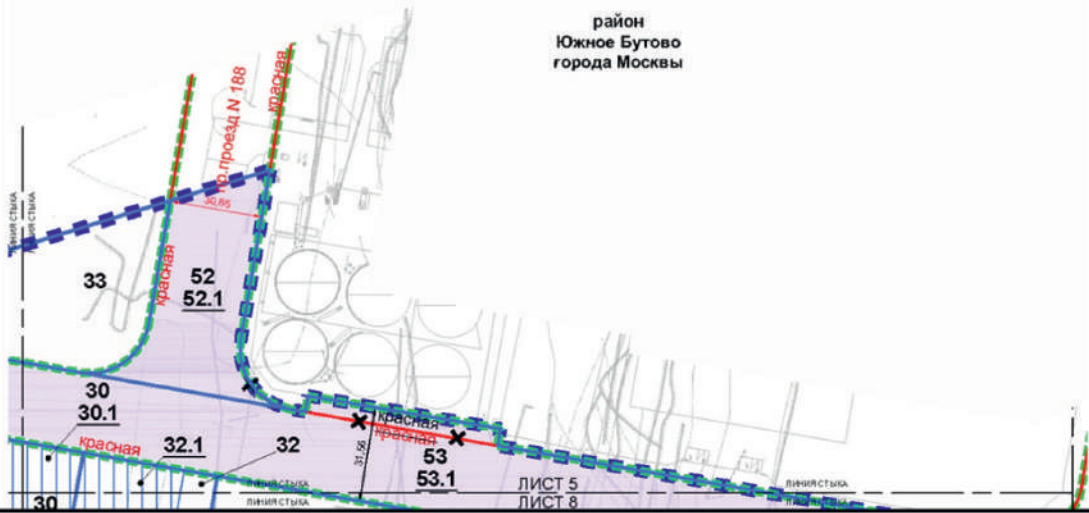 район
Южное Бутово
города Москвы
пр.проезд N 188
красная
30,65
ЛИНИЯ СТЫКА
ЛИНИЯ СТЫКА
33
красная
52
52.1
30
30.1
красная
32.1
32
красная
красная
31,56
53
53.1
ЛИНИЯ СТЫКА
ЛИСТ 5
ЛИНИЯ СТЫКА
ЛИНИЯ СТЫКА
ЛИСТ 8
ЛИНИЯ СТЫКА
30